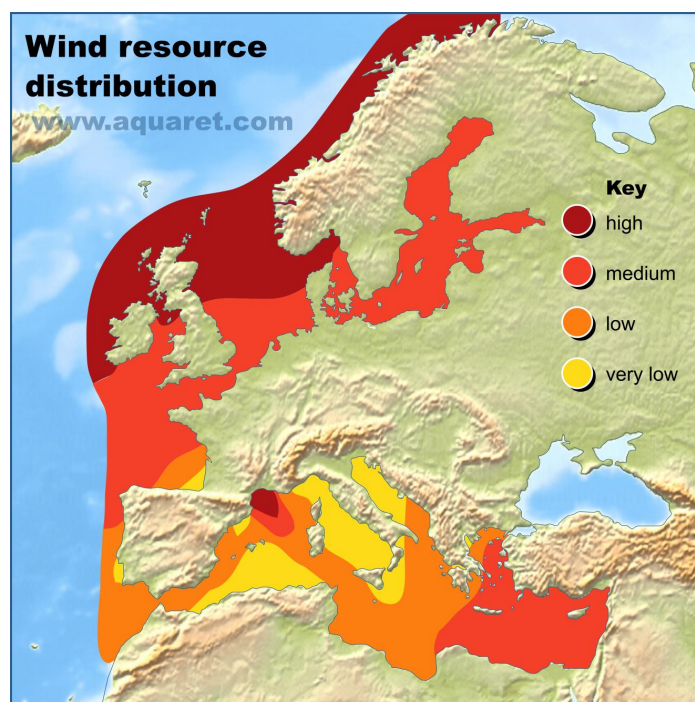 Wind resource
distribution
www.aquaret.com
Key
high
medium
low
very low